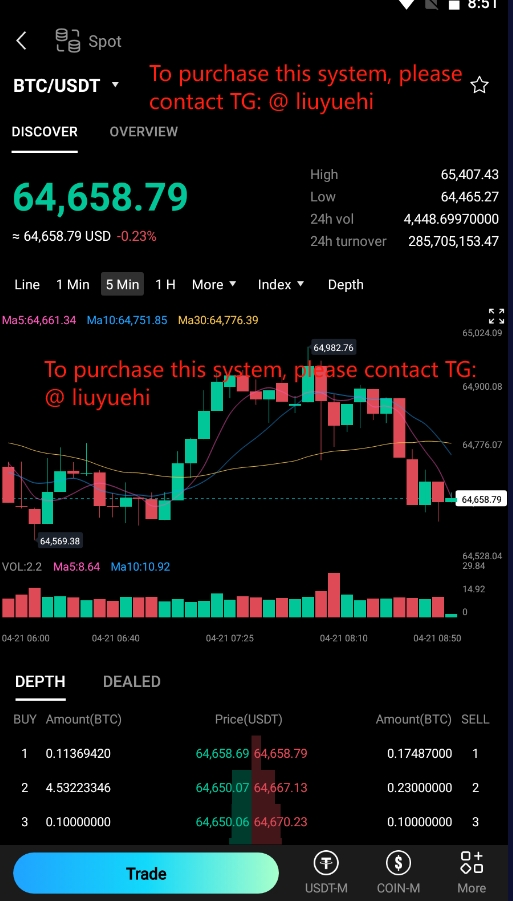 8:51
Spot
BTC/USDT
To purchase this system, please
contact TG: @ liuyuehi
DISCOVER OVERVIEW
64,658.79
≈ 64,658.79 USD -0.23%
High 65,407.43
Low 64,465.27
24h vol 4,448.69970000
24h turnover 285,705,153.47
Line 1 Min 5 Min 1 H More Index Depth
Ma5:64,661.34 Ma10:64,751.85 Ma30:64,776.39
65,024.09
64,982.76
To purchase this system, please contact TG:
@ liuyuehi
64,900.08
64,776.07
64,658.79
64,569.38
64,528.04
VOL:2.2 Ma5:8.64 Ma10:10.92
29.84
14.92
0
04-21 06:00 04-21 06:40 04-21 07:25 04-21 08:10 04-21 08:50
DEPTH DEALED
BUY Amount(BTC) Price(USDT) Amount(BTC) SELL
1 0.11369420 64,658.69 64,658.79 0.17487000 1
2 4.53223346 64,650.07 64,667.13 0.23000000 2
3 0.10000000 64,650.06 64,670.23 0.10000000 3
Trade
USDT-M COIN-M More